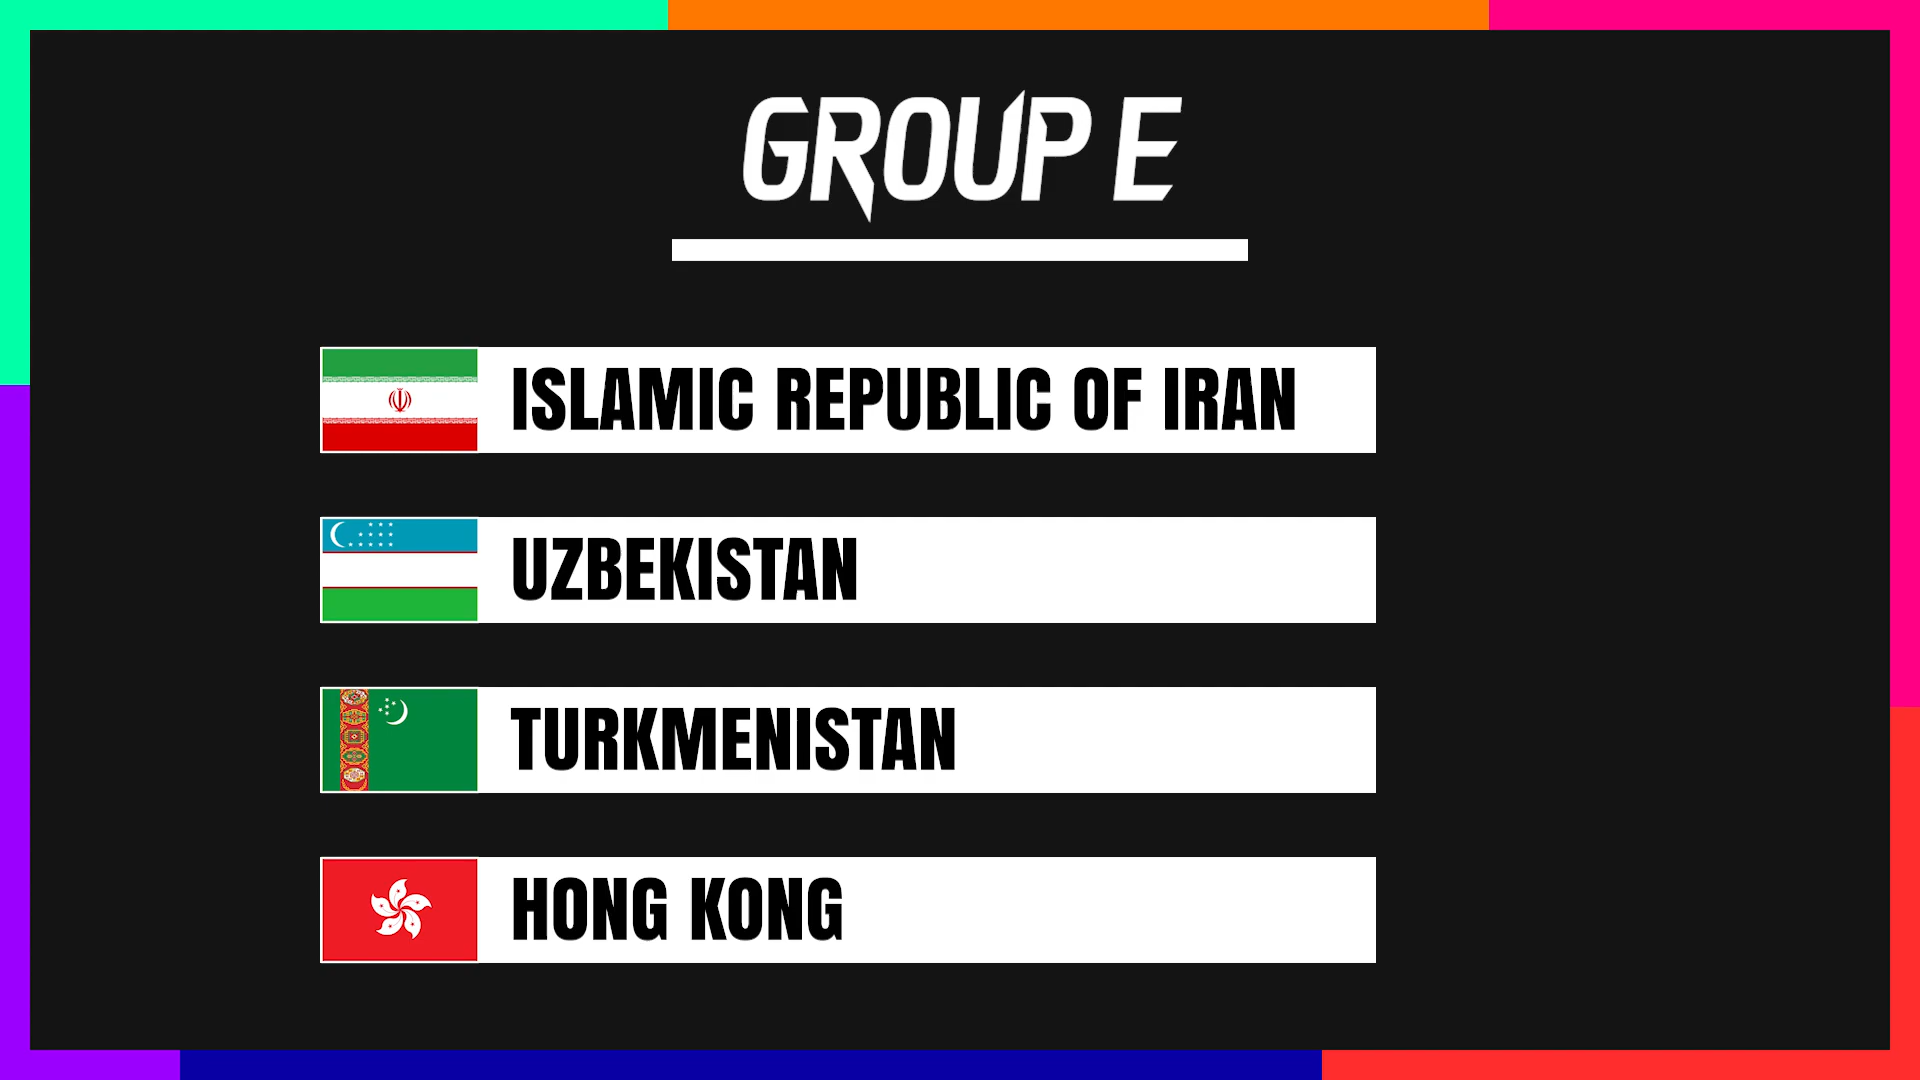 GROUP E
ISLAMIC REPUBLIC OF IRAN
UZBEKISTAN
TURKMENISTAN
HONG KONG